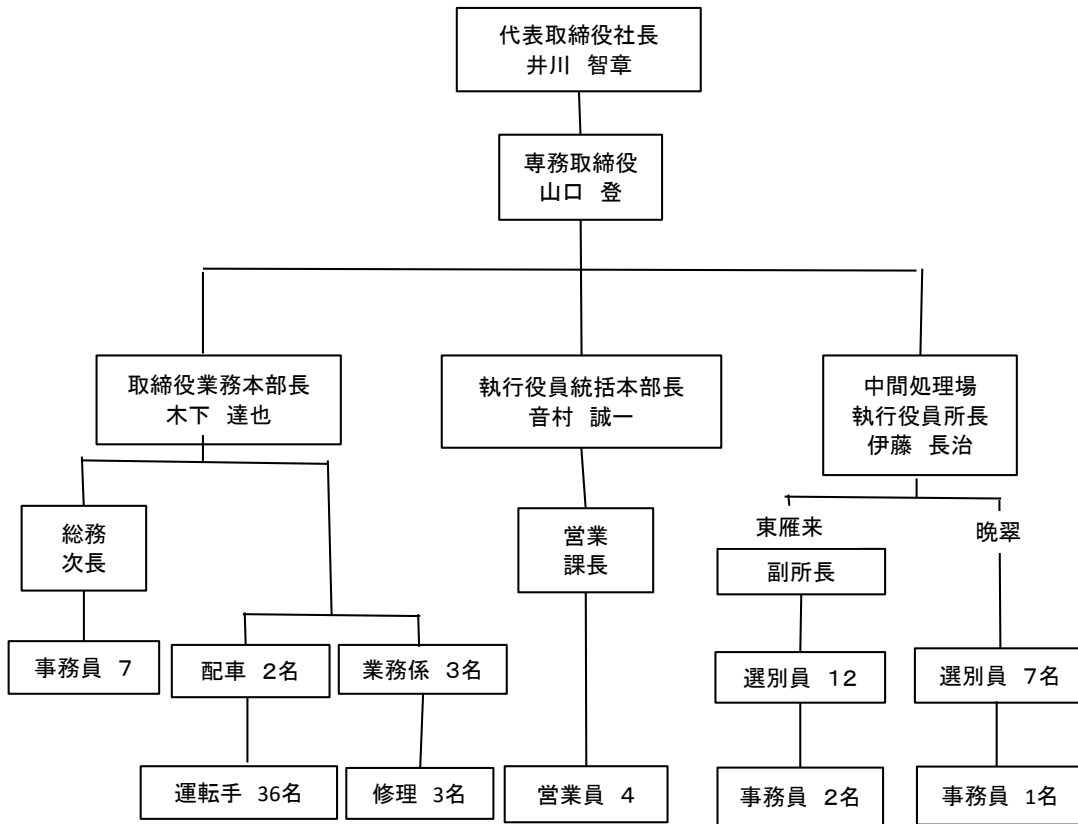 代表取締役社長
井川 智章
専務取締役
山口 登
取締役業務本部長
木下 達也
執行役員統括本部長
音村 誠一
中間処理場
執行役員所長
伊藤 長治
総務
次長
営業
課長
東雁来
副所長
晩翠
事務員 7
配車 2名
業務係 3名
選別員 12
選別員 7名
運転手 36名
修理 3名
営業員 4
事務員 2名
事務員 1名